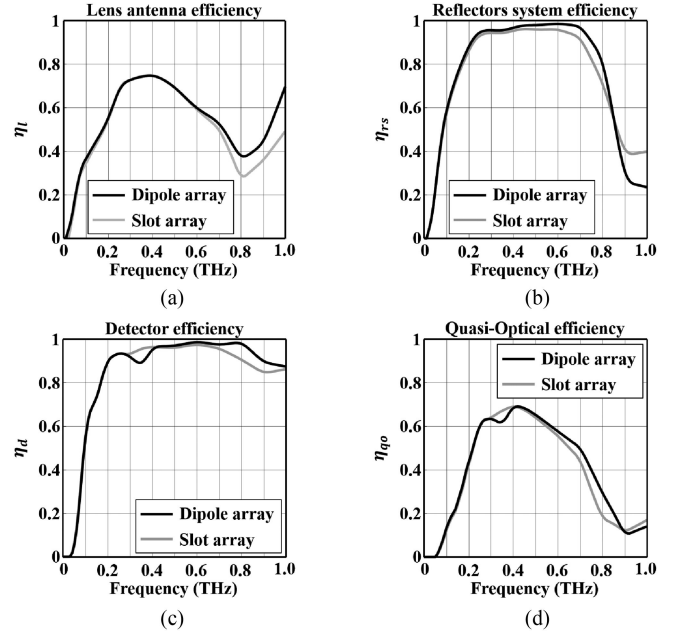 Lens antenna efficiency
1
0.8
0.6
0.4
0.2
0
η_l
Dipole array
Slot array
0 0.2 0.4 0.6 0.8 1.0
Frequency (THz)
(a)
Reflectors system efficiency
1
0.8
0.6
0.4
0.2
0
η_rs
Dipole array
Slot array
0 0.2 0.4 0.6 0.8 1.0
Frequency (THz)
(b)
Detector efficiency
1
0.8
0.6
0.4
0.2
0
η_d
Dipole array
Slot array
0 0.2 0.4 0.6 0.8 1.0
Frequency (THz)
(c)
Quasi-Optical efficiency
1
0.8
0.6
0.4
0.2
0
η_qo
Dipole array
Slot array
0 0.2 0.4 0.6 0.8 1.0
Frequency (THz)
(d)